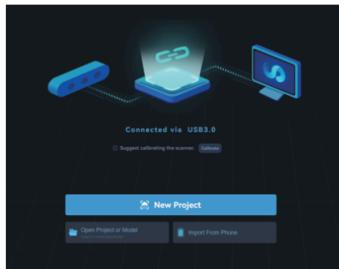 Connected via USB3.0
Suggest calibrating the scanner. Calibrate
New Project
Open Project or Model
Import From Phone